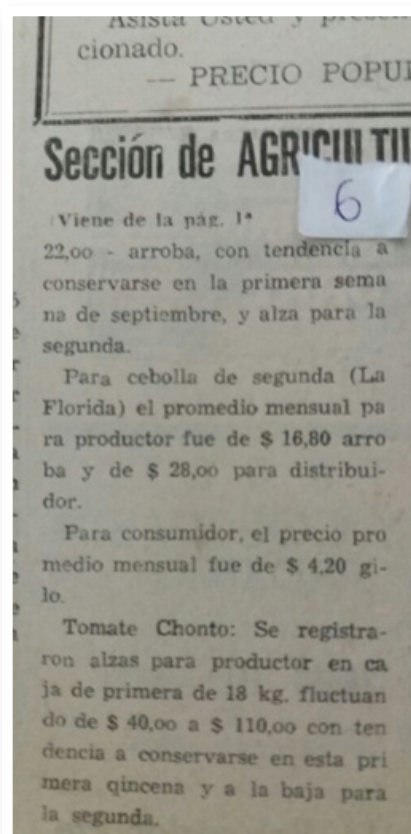 Asista Usted y
cionado.
— PRECIO
Sección de
6
Viene de la pág. 1ª
22,oo - arroba, con tendencia a
conservarse en la primera sema
na de septiembre, y alza para la
segunda.
Para cebolla de segunda (La
Florida) el promedio mensual pa
ra productor fue de $ 16,80 arro
ba y de $ 28,oo para distribui-
dor.
Para consumidor, el precio pro
medio mensual fue de $ 4,20 gi-
lo.
Tomate Chonto: Se registra-
ron alzas para productor en ca
ja de primera de 18 kg. fluctuan
do de $ 40,oo a $ 110,oo con ten
dencia a conservarse en esta pri
mera qincena y a la baja para
la segunda.